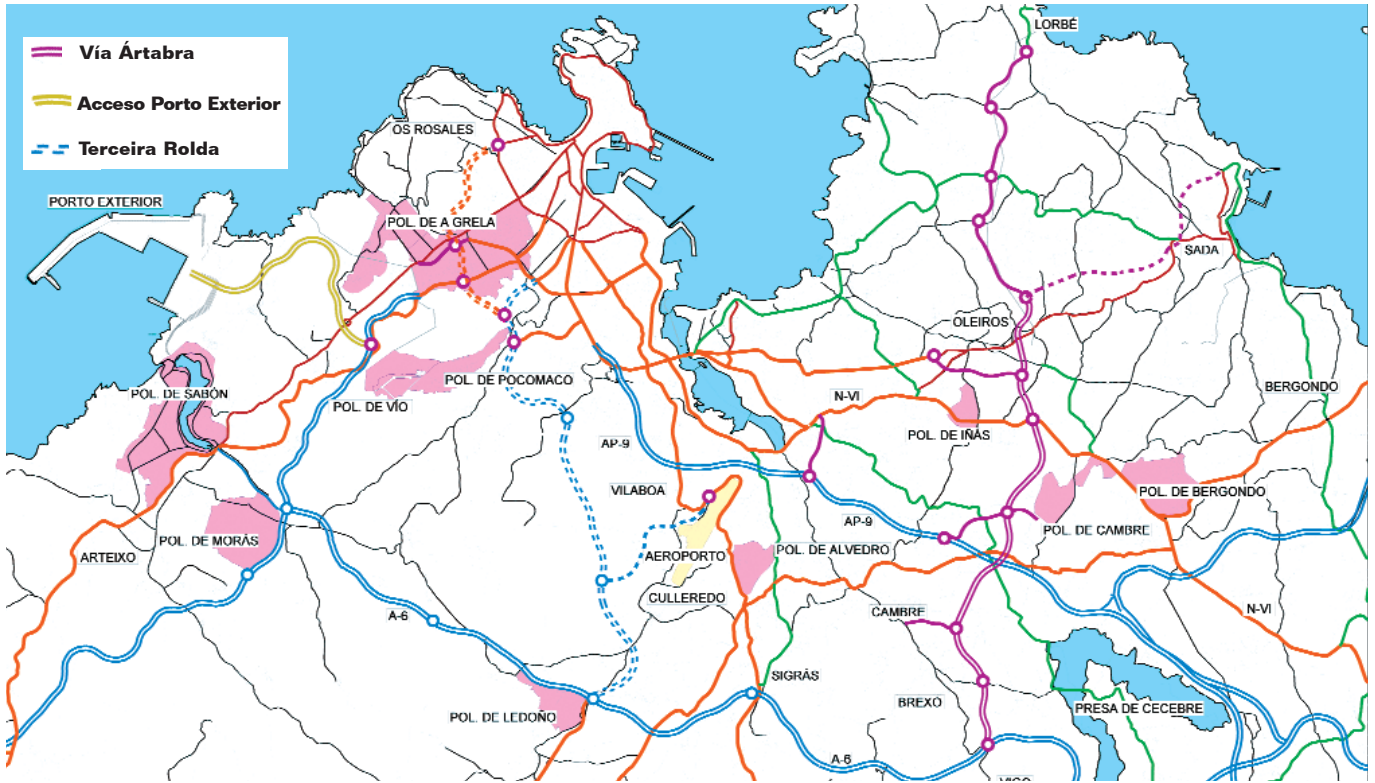 LORBÉ
Vía Ártabra
Acceso Porto Exterior
Terceira Rolda
OS ROSALES
PORTO EXTERIOR
POL. DE A GRELA
SADA
OLEIROS
POL. DE POCOMACO
BERGONDO
POL. DE SABÓN
POL. DE VÍO
N-VI
POL. DE IÑÁS
AP-9
VILABOA
POL. DE BERGONDO
AP-9
POL. DE CAMBRE
POL. DE MORÁS
ARTEIXO
AEROPORTO
POL. DE ALVEDRO
CULLEREDO
A-6
CAMBRE
N-VI
SIGRÁS
BREXO
PRESA DE CECEBRE
POL. DE LEDOÑO
A-6